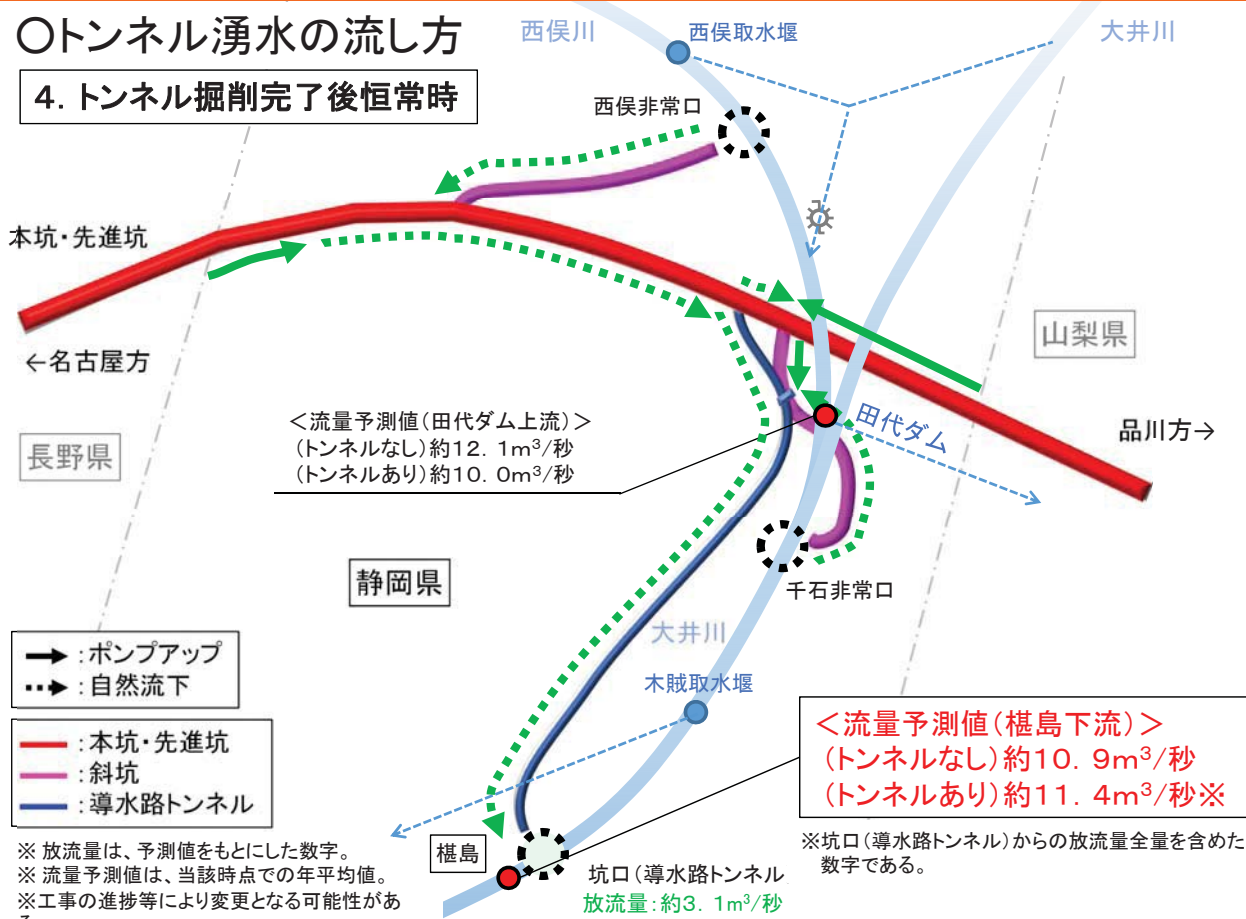 〇トンネル湧水の流し方
4. トンネル掘削完了後恒常時
西俣川
西俣取水堰
大井川
西俣非常口
本坑・先進坑
←名古屋方
長野県
山梨県
品川方→
<流量予測値(田代ダム上流)>
(トンネルなし)約12.1m³/秒
(トンネルあり)約10.0m³/秒
田代ダム
静岡県
千石非常口
大井川
木賊取水堰
:ポンプアップ
:自然流下
:本坑・先進坑
:斜坑
:導水路トンネル
<流量予測値(椹島下流)>
(トンネルなし)約10.9m³/秒
(トンネルあり)約11.4m³/秒※
※坑口(導水路トンネル)からの放流量全量を含めた
数字である。
※ 放流量は、予測値をもとにした数字。
※ 流量予測値は、当該時点での年平均値。
※工事の進捗等により変更となる可能性があ
椹島
坑口(導水路トンネル
放流量:約3.1m³/秒